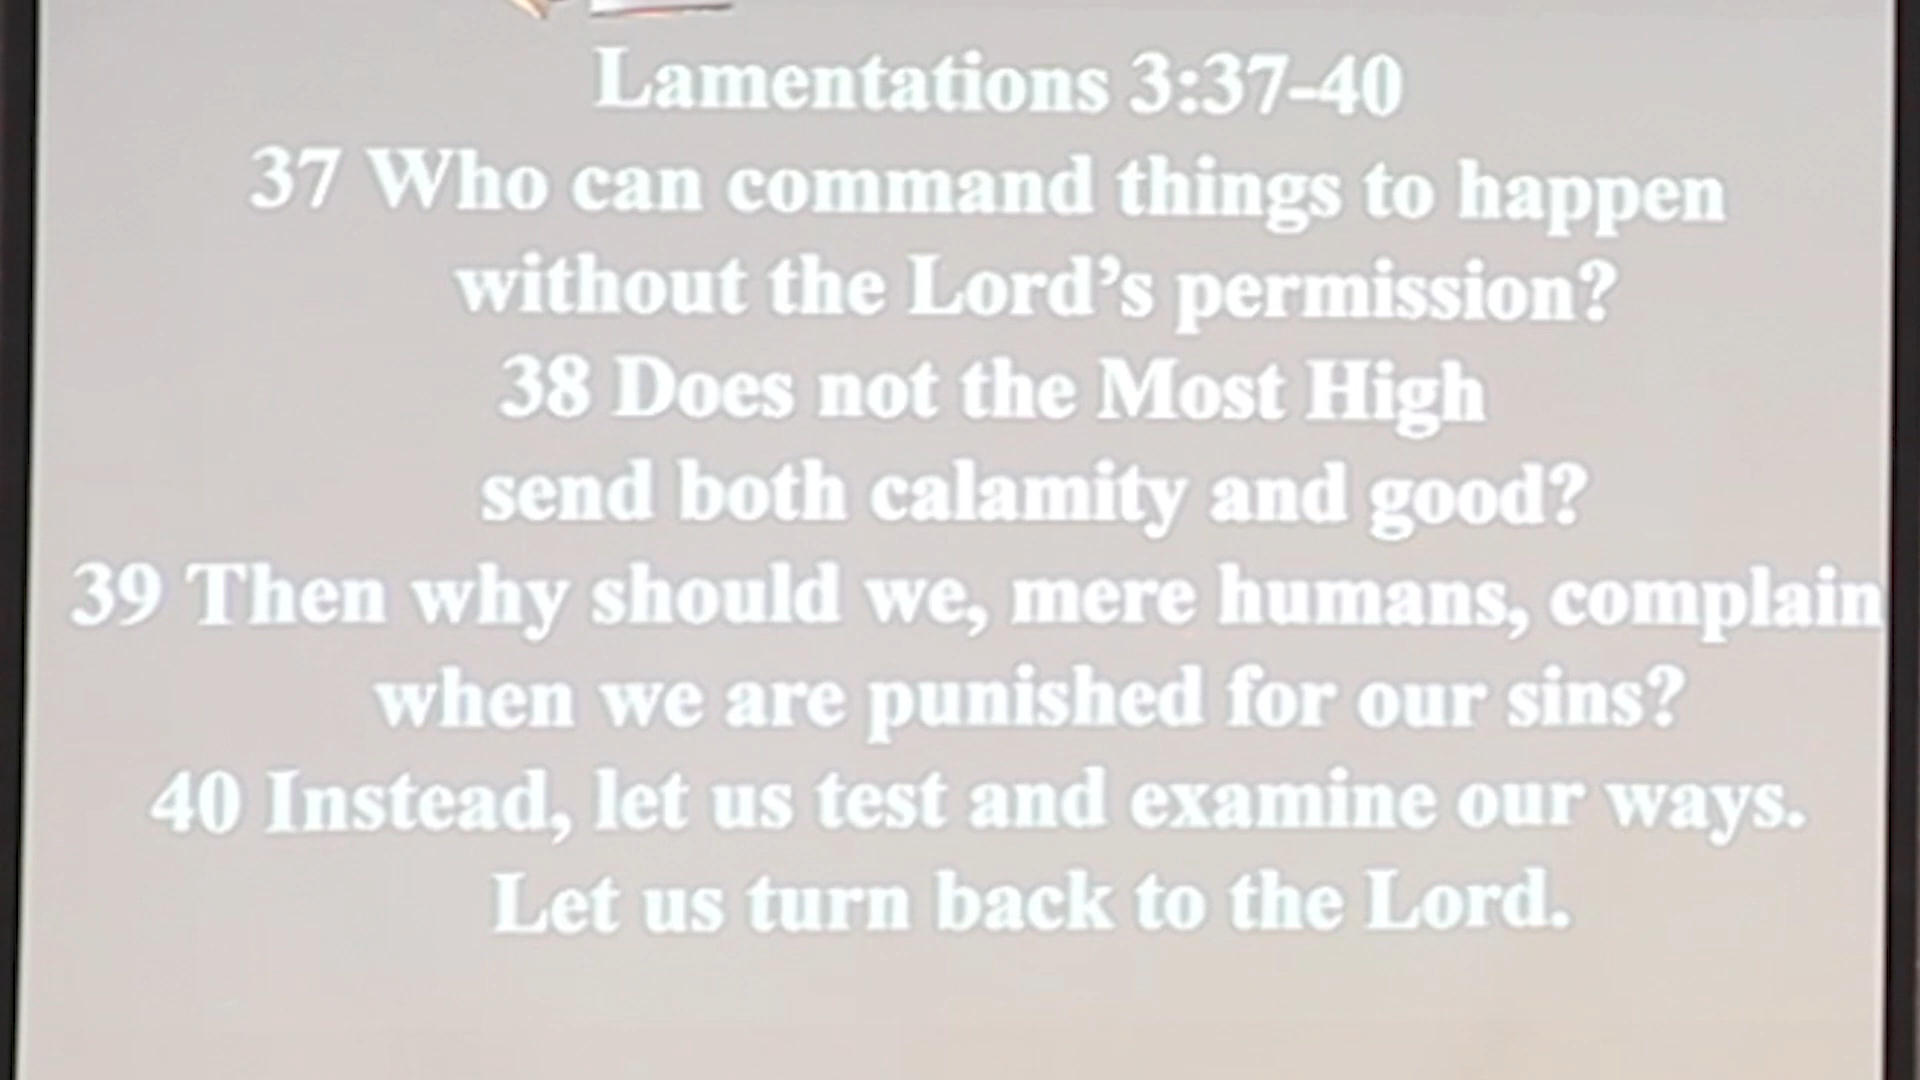 Lamentations 3:37-40
37 Who can command things to happen
without the Lord’s permission?
38 Does not the Most High
send both calamity and good?
39 Then why should we, mere humans, complain
when we are punished for our sins?
40 Instead, let us test and examine our ways.
Let us turn back to the Lord.